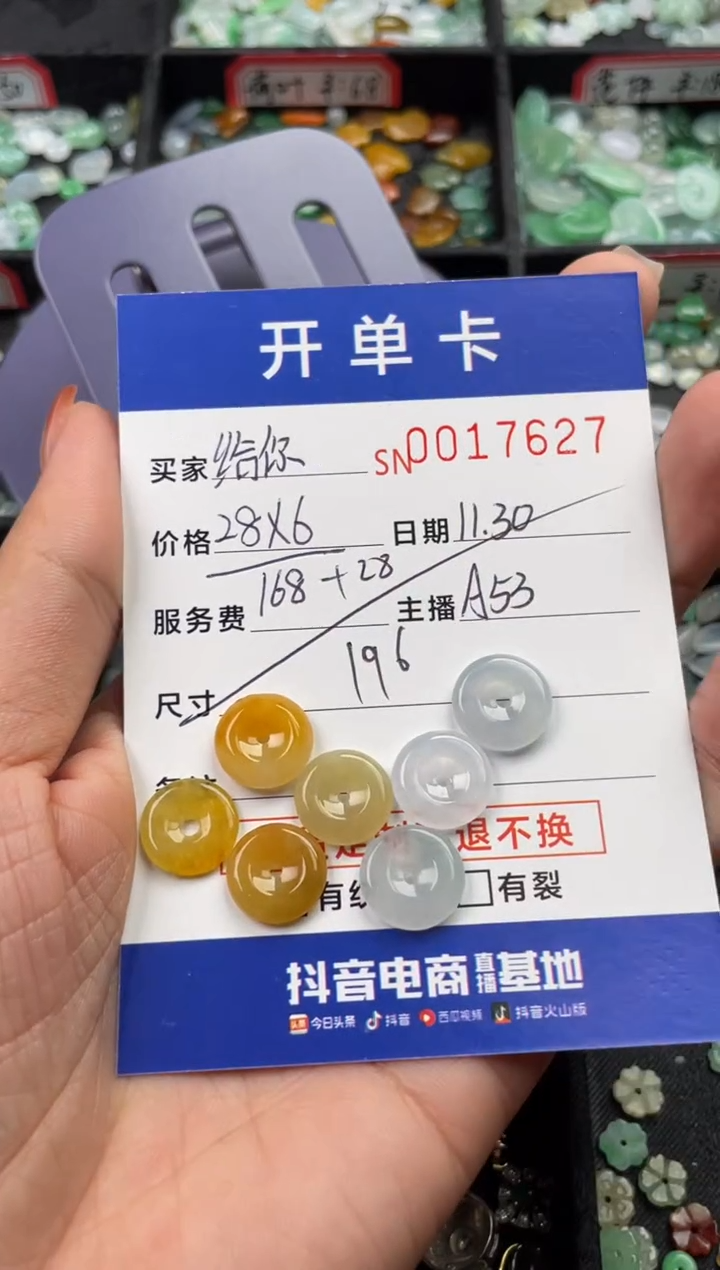 开单卡
买家 给你 SN0017627
价格 28X6 日期 11.30
168 +28
服务费 主播 A53
196
尺寸
退不换
有裂
抖音电商直播基地
头条 今日头条 抖音 西瓜视频 抖音火山版